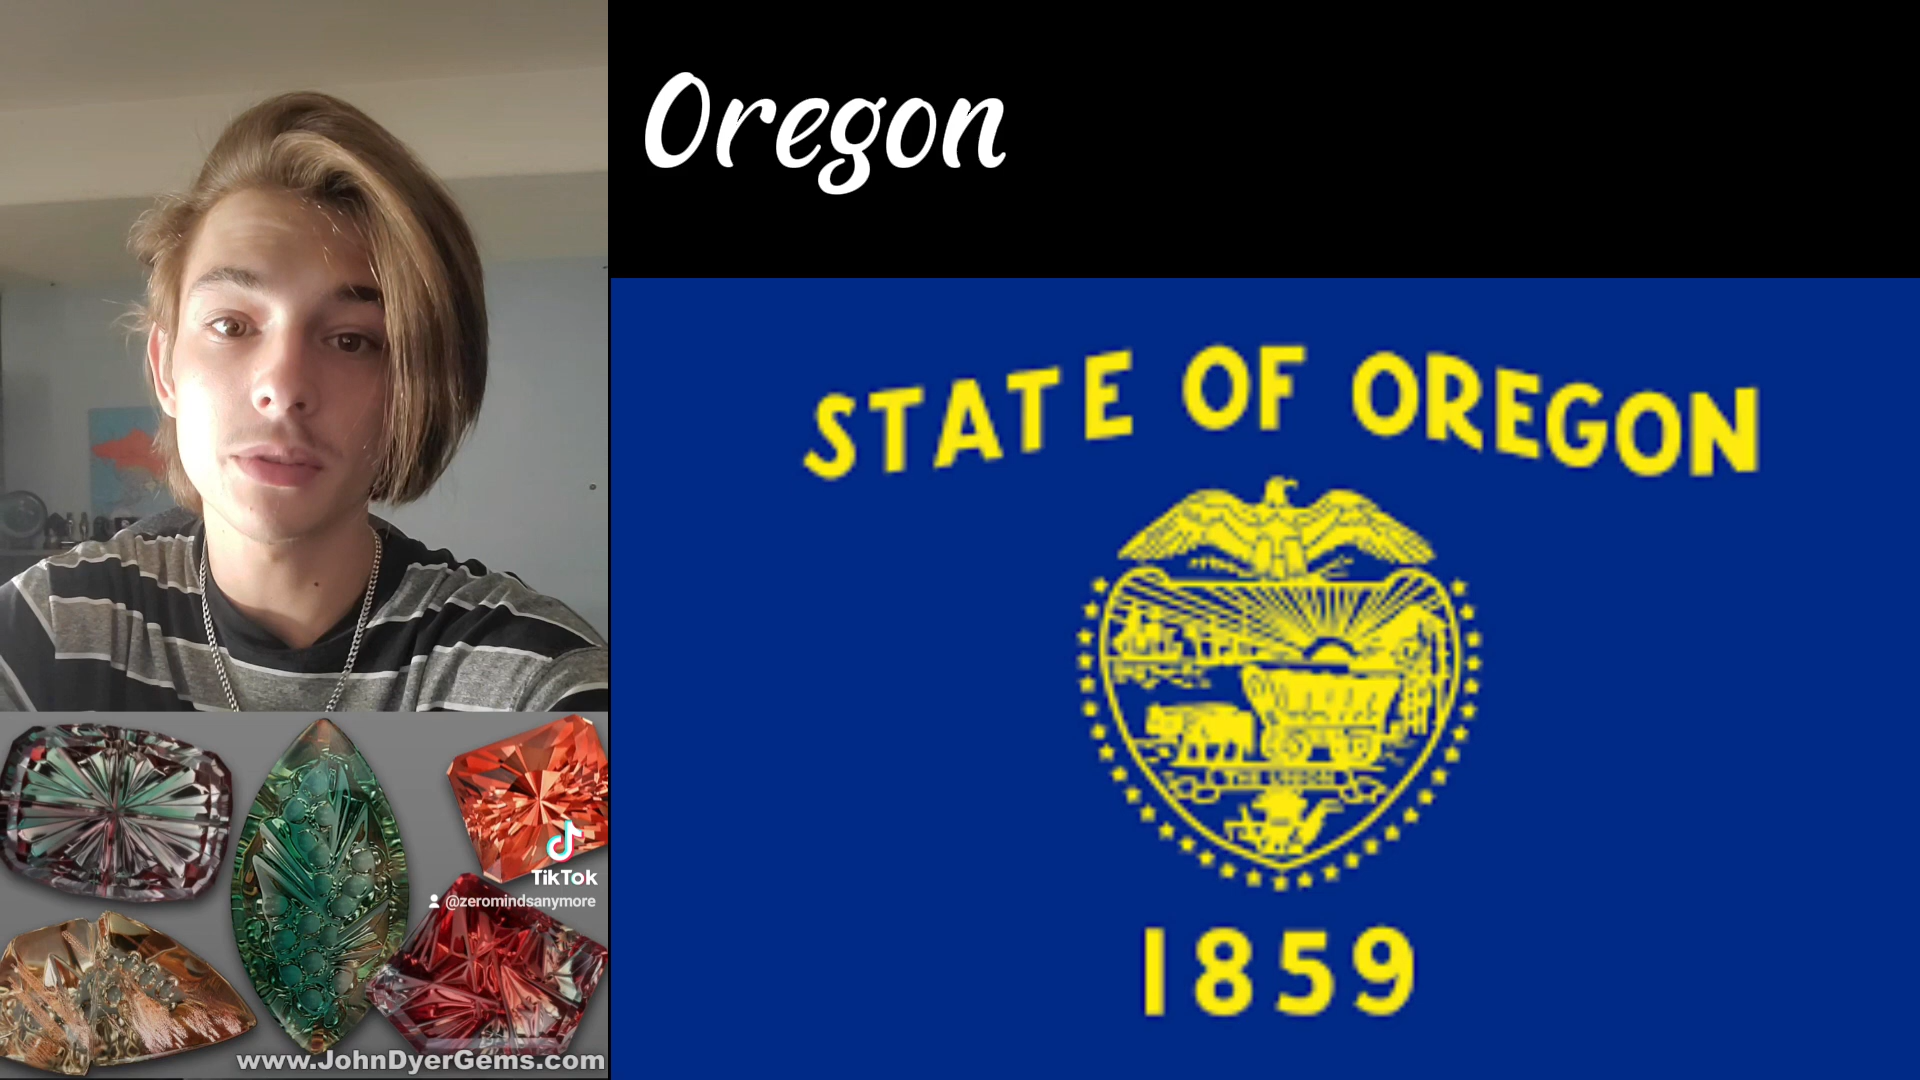 Oregon
STATE OF OREGON
THE UNION
1859
TikTok
@zeromindsanymore
www.JohnDyerGems.com